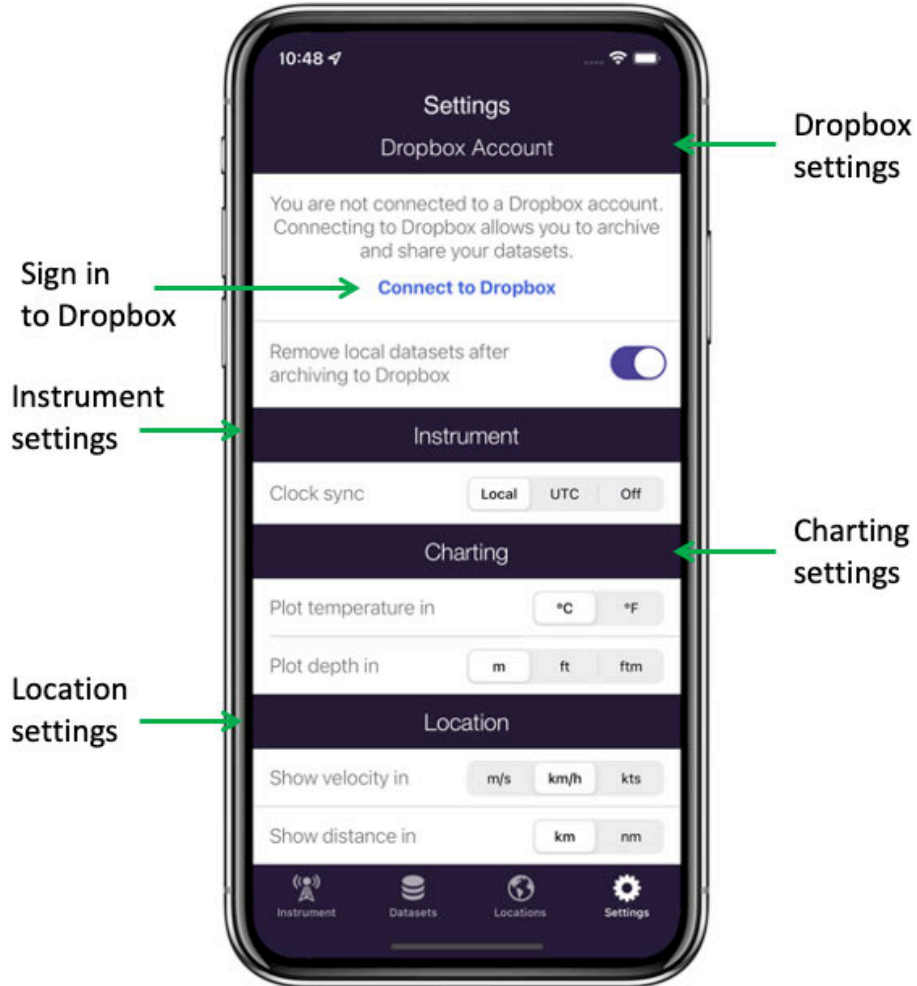 10:48
Settings
Dropbox Account
Dropbox
settings
You are not connected to a Dropbox account.
Connecting to Dropbox allows you to archive
and share your datasets.
Sign in
to Dropbox
Connect to Dropbox
Remove local datasets after
archiving to Dropbox
Instrument
settings
Instrument
Clock sync Local UTC Off
Charting
Charting
settings
Plot temperature in °C °F
Plot depth in m ft ftm
Location
settings
Location
Show velocity in m/s km/h kts
Show distance in km nm
Instrument Datasets Locations Settings